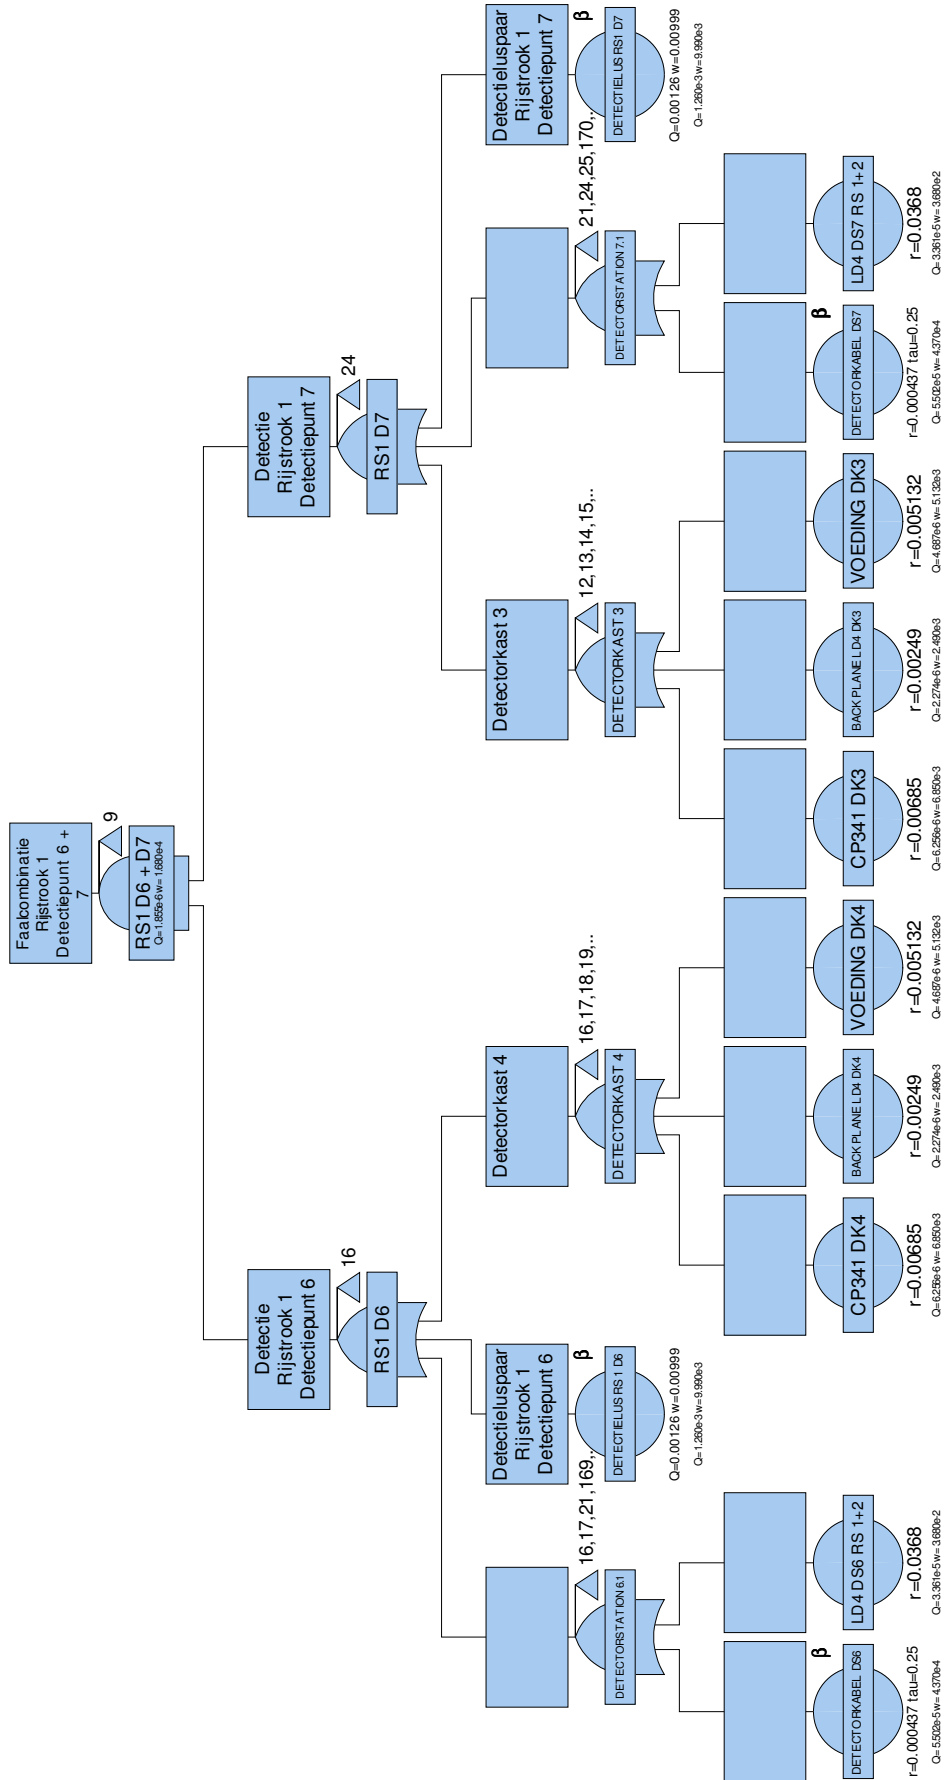 Faalcombinatie
Rijstrook 1
Detectiepunt 6 +
7
9
RS1 D6 + D7
Q=1.855e-6 w=1.680e-4
Detectie
Rijstrook 1
Detectiepunt 6
16
RS1 D6
Detectie
Rijstrook 1
Detectiepunt 7
24
RS1 D7
16,17,21,169,..
DETECTORSTATION 6.1
Detectieluspaar
Rijstrook 1
Detectiepunt 6
β
DETECTIELUS RS 1 D6
Q=0.00126 w=0.00999
Q=1.260e-3 w=9.990e-3
Detectorkast 4
16,17,18,19,..
DETECTORKAST 4
Detectorkast 3
12,13,14,15,..
DETECTORKAST 3
21,24,25,170,..
DETECTORSTATION 7.1
Detectieluspaar
Rijstrook 1
Detectiepunt 7
β
DETECTIELUS RS1 D7
Q=0.00126 w=0.00999
Q=1.260e-3 w=9.990e-3
β
DETECTORKABEL DS6
r=0.000437 tau=0.25
Q=5.502e-5 w=4.370e-4
LD4 DS6 RS 1+2
r=0.0368
Q=3.361e-5 w=3.680e-2
CP341 DK4
r=0.00685
Q=6.256e-6 w=6.850e-3
BACK PLANE LD4 DK4
r=0.00249
Q=2.274e-6 w=2.490e-3
VOEDING DK4
r=0.005132
Q=4.687e-6 w=5.132e-3
CP341 DK3
r=0.00685
Q=6.256e-6 w=6.850e-3
BACK PLANE LD4 DK3
r=0.00249
Q=2.274e-6 w=2.490e-3
VOEDING DK3
r=0.005132
Q=4.687e-6 w=5.132e-3
β
DETECTORKABEL DS7
r=0.000437 tau=0.25
Q=5.502e-5 w=4.370e-4
LD4 DS7 RS 1+2
r=0.0368
Q=3.361e-5 w=3.680e-2